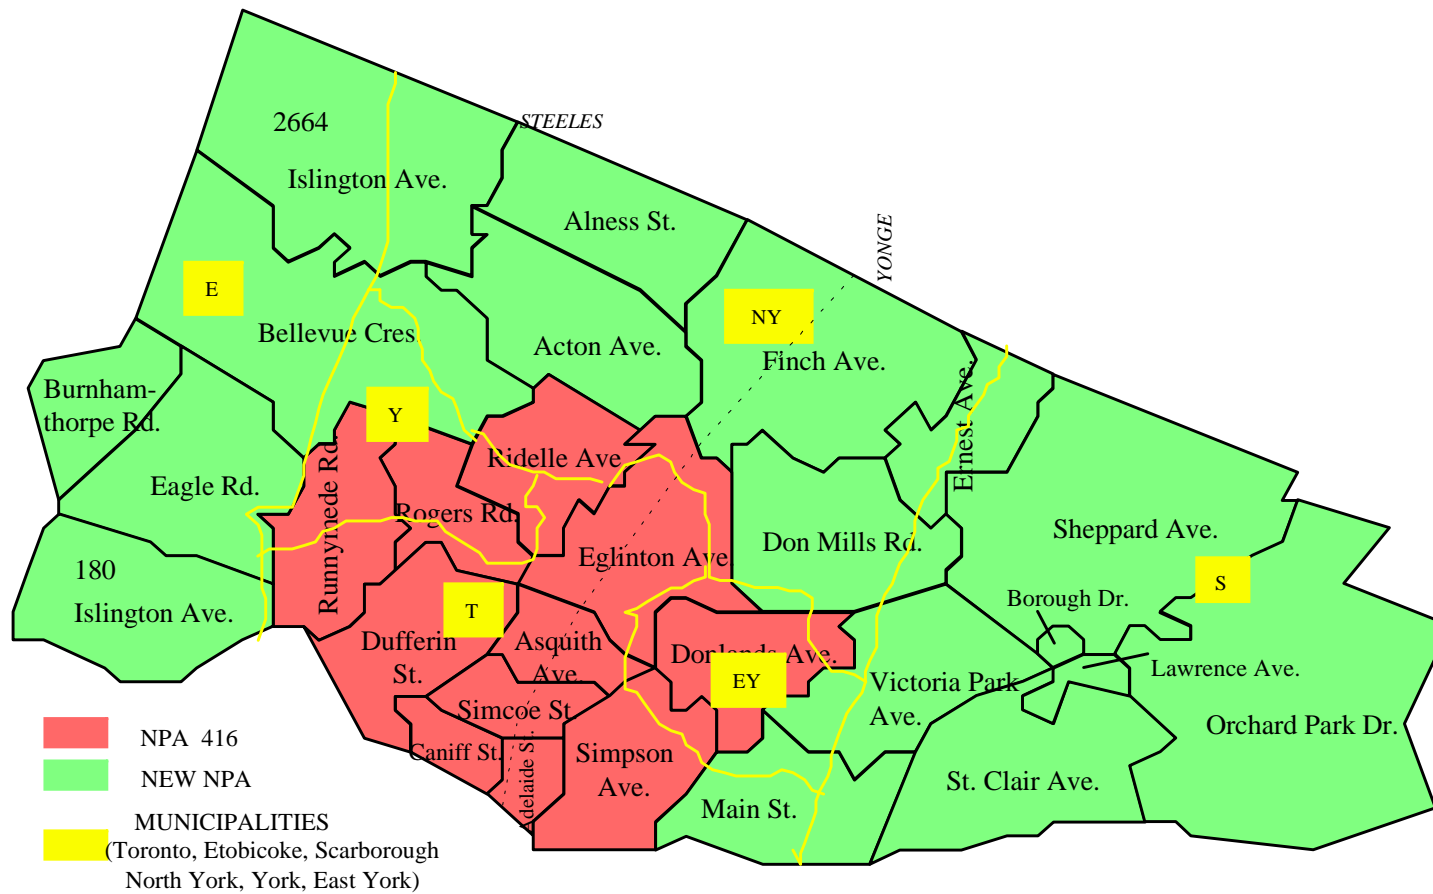 2664
Islington Ave.
STEELES
Alness St.
YONGE
E
NY
Bellevue Cres.
Acton Ave.
Finch Ave.
Ernest Ave.
Burnham-
thorpe Rd.
Y
Runnymede Rd.
Ridelle Ave.
Eagle Rd.
Rogers Rd.
Sheppard Ave.
Eglinton Ave.
Don Mills Rd.
180
Islington Ave.
T
S
Borough Dr.
Dufferin
St.
Asquith
Ave.
Donlands Ave.
EY
Lawrence Ave.
Victoria Park
Ave.
Simcoe St.
Orchard Park Dr.
Caniff St.
Adelaide St.
Simpson
Ave.
St. Clair Ave.
Main St.
NPA 416
NEW NPA
MUNICIPALITIES
(Toronto, Etobicoke, Scarborough
North York, York, East York)